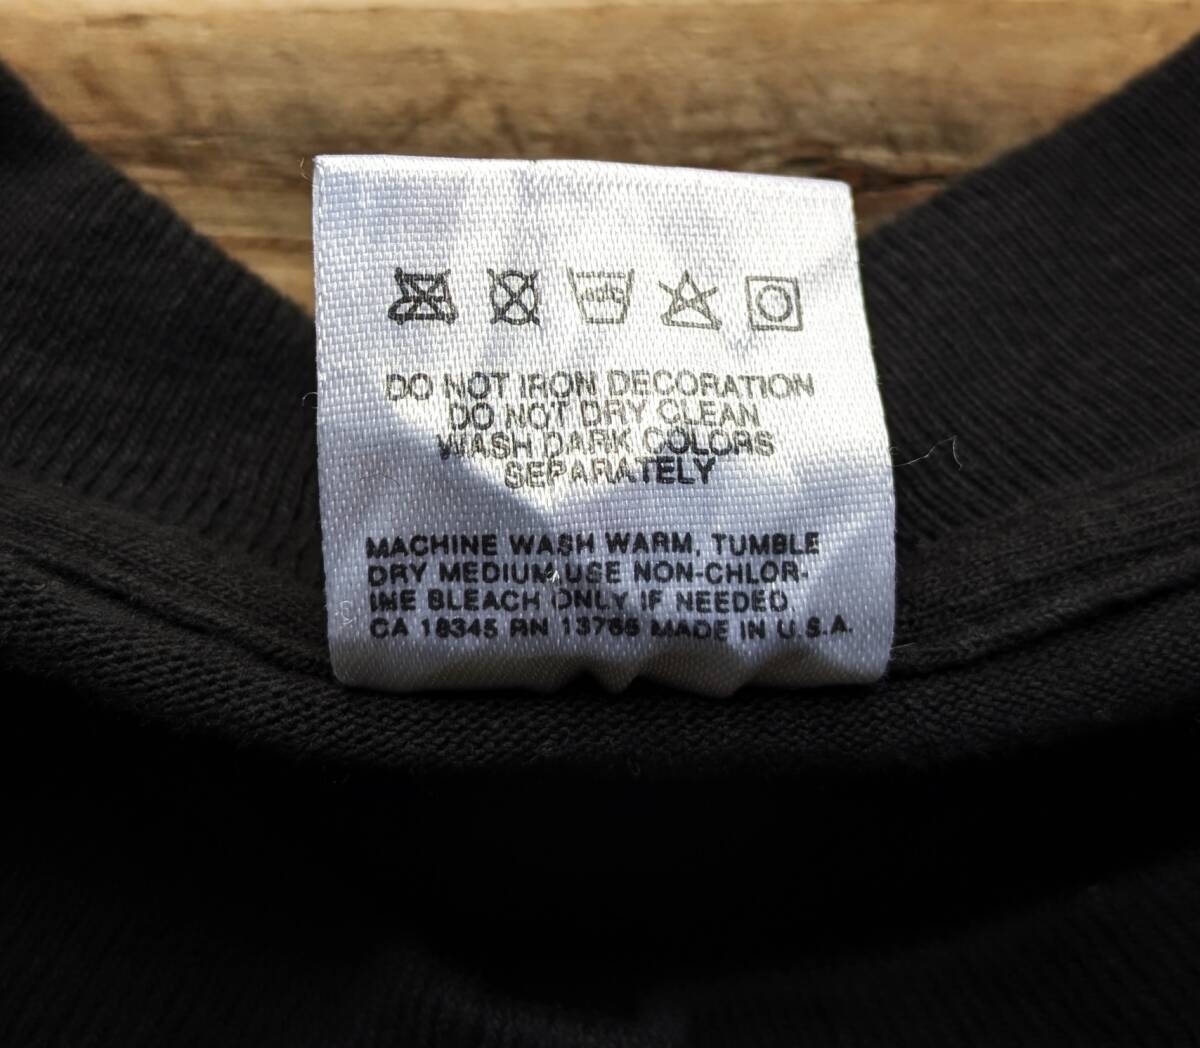 DO NOT IRON DECORATION
DO NOT DRY CLEAN
WASH DARK COLORS
SEPARATELY
MACHINE WASH WARM, TUMBLE
DRY MEDIUM,USE NON-CHLOR-
INE BLEACH ONLY IF NEEDED
CA 18345 RN 13765 MADE IN U.S.A.